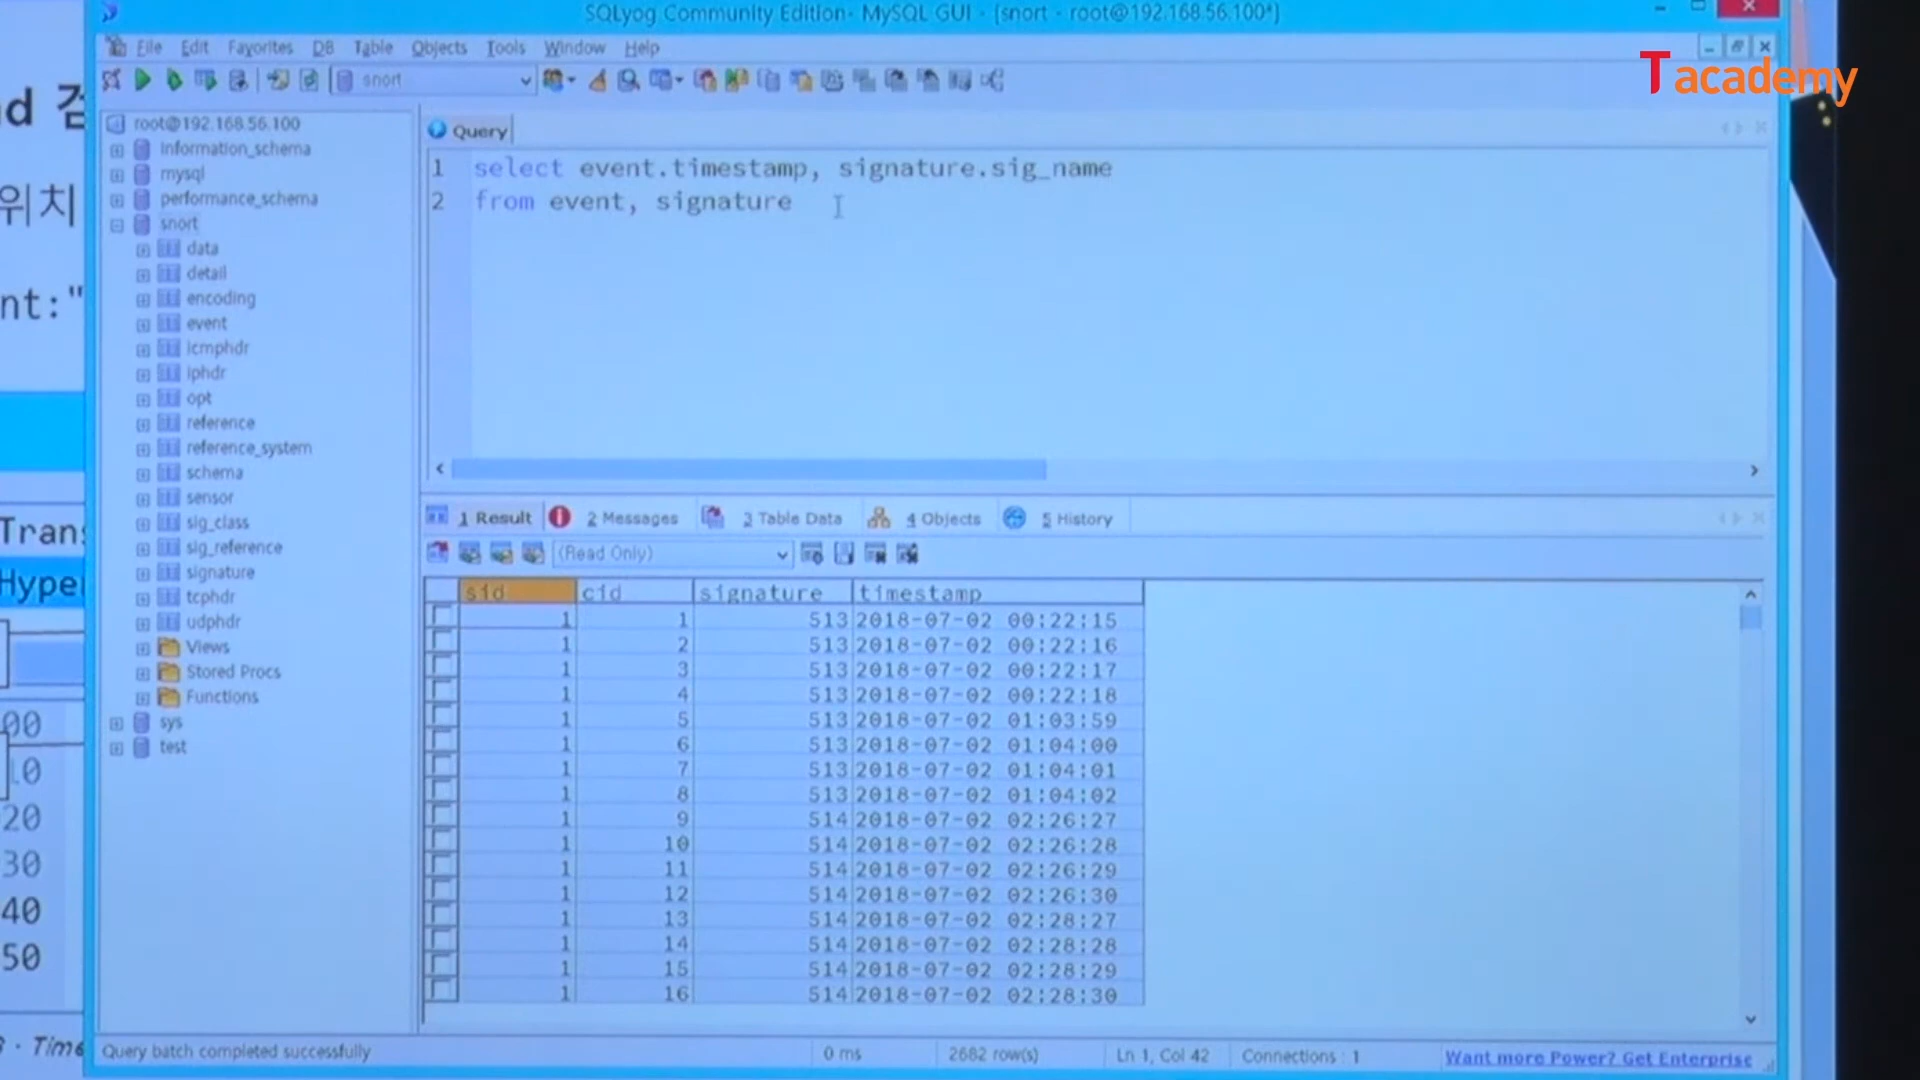 SQLyog Community Edition- MySQL GUI - [snort - root@192.168.56.100*]
File Edit Favorites DB Table Objects Tools Window Help
T academy
snort
root@192.168.56.100
information_schema
mysql
performance_schema
snort
data
detail
encoding
event
icmphdr
iphdr
opt
reference
reference_system
schema
sensor
sig_class
sig_reference
signature
tcphdr
udphdr
Views
Stored Procs
Functions
sys
test
Query
1 select event.timestamp, signature.sig_name
2 from event, signature
1 Result 2 Messages 3 Table Data 4 Objects 5 History
(Read Only)
sid cid signature timestamp
1 1 513 2018-07-02 00:22:15
1 2 513 2018-07-02 00:22:16
1 3 513 2018-07-02 00:22:17
1 4 513 2018-07-02 00:22:18
1 5 513 2018-07-02 01:03:59
1 6 513 2018-07-02 01:04:00
1 7 513 2018-07-02 01:04:01
1 8 513 2018-07-02 01:04:02
1 9 514 2018-07-02 02:26:27
1 10 514 2018-07-02 02:26:28
1 11 514 2018-07-02 02:26:29
1 12 514 2018-07-02 02:26:30
1 13 514 2018-07-02 02:28:27
1 14 514 2018-07-02 02:28:28
1 15 514 2018-07-02 02:28:29
1 16 514 2018-07-02 02:28:30
Query batch completed successfully 0 ms 2682 row(s) Ln 1, Col 42 Connections : 1 Want more Power? Get Enterprise
위치
nt:"
Trans
Hyper
00
10
20
30
40
50